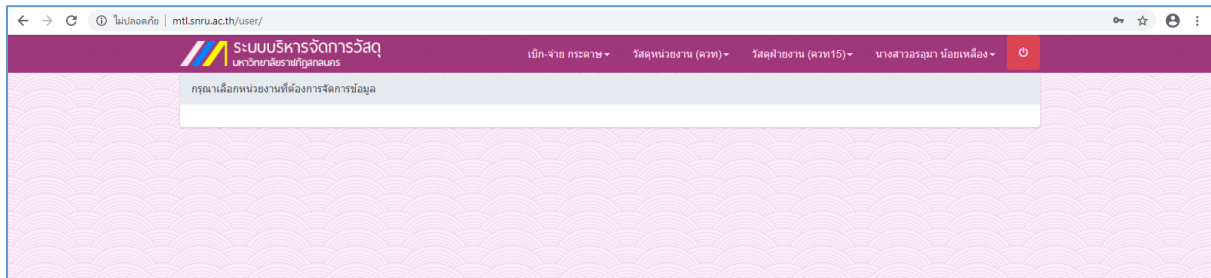 ไม่ปลอดภัย | mtl.snru.ac.th/user/
ระบบบริหารจัดการวัสดุ
มหาวิทยาลัยราชภัฏสกลนคร
เบิก-จ่าย กระดาษ
วัสดุหน่วยงาน (ควท)
วัสดุฝ่ายงาน (ควท15)
นางสาวอรอุมา น้อยเหลือง
กรุณาเลือกหน่วยงานที่ต้องการจัดการข้อมูล